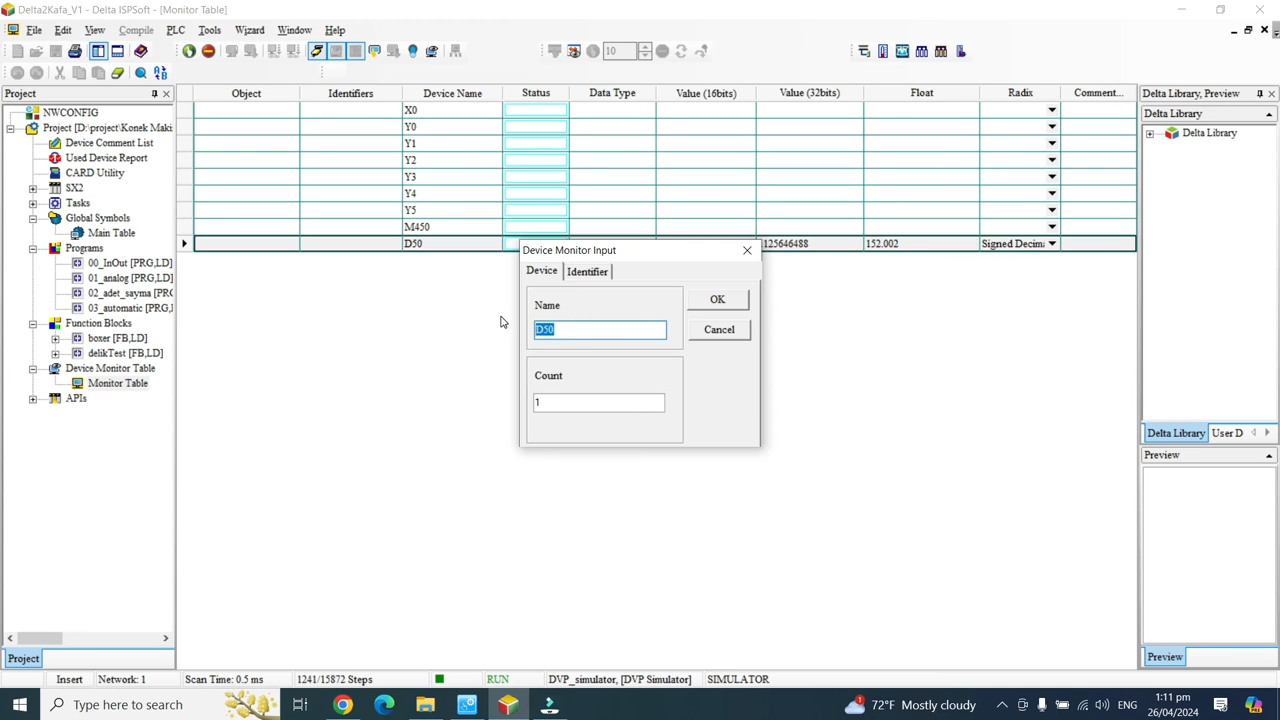 Delta2Kafa_V1 - Delta ISPSoft - [Monitor Table]
File Edit View Compile PLC Tools Wizard Window Help
10
Project
NWCONFIG
Project [D:\project\Konek Maki
Device Comment List
Used Device Report
CARD Utility
SX2
Tasks
Global Symbols
Main Table
Programs
00_InOut [PRG,LD]
01_analog [PRG,LD]
02_adet_sayma [PRG
03_automatic [PRG,
Function Blocks
boxer [FB,LD]
delikTest [FB,LD]
Device Monitor Table
Monitor Table
APIs
Project
Object Identifiers Device Name Status Data Type Value (16bits) Value (32bits) Float Radix Comment...
X0
Y0
Y1
Y2
Y3
Y4
Y5
M450
D50 125646488 152.002 Signed Decim
Device Monitor Input
Device Identifier
Name
D50
OK
Cancel
Count
1
Delta Library, Preview
Delta Library
Delta Library
Delta Library User D
Preview
Preview
Insert Network: 1 Scan Time: 0.5 ms 1241/15872 Steps RUN DVP_simulator, [DVP Simulator] SIMULATOR
Type here to search
72°F Mostly cloudy
ENG
1:11 pm
26/04/2024